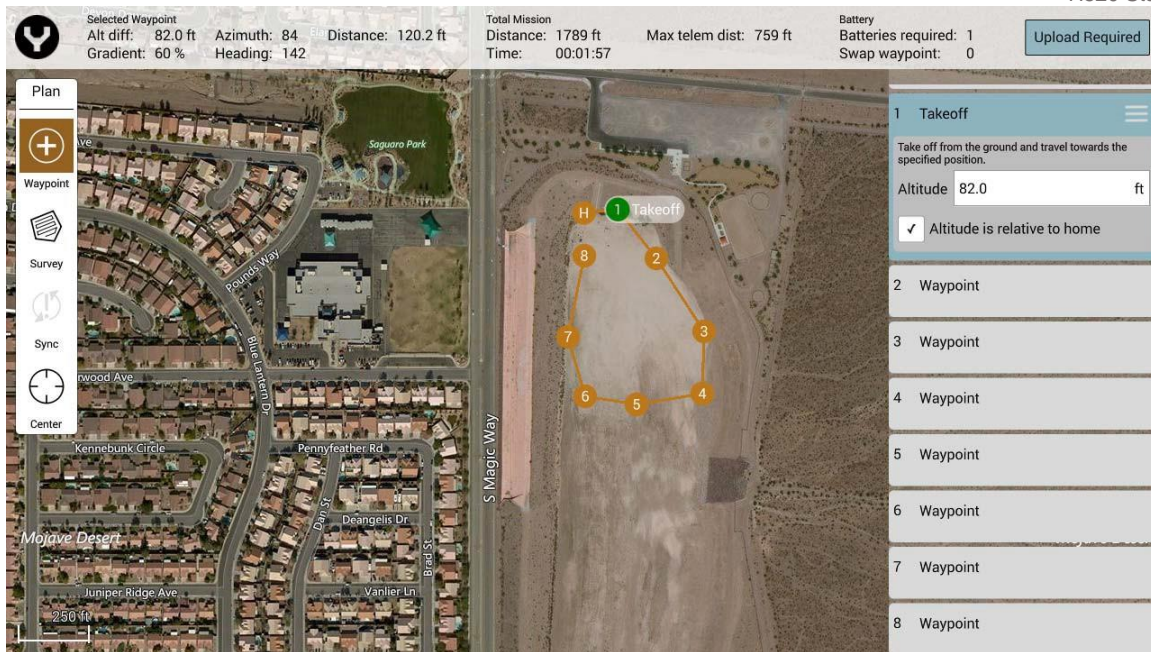 Selected Waypoint
Alt diff: 82.0 ft Azimuth: 84 Distance: 120.2 ft
Gradient: 60 % Heading: 142
Total Mission
Distance: 1789 ft Max telem dist: 759 ft
Time: 00:01:57
Battery
Batteries required: 1
Swap waypoint: 0
Upload Required
Plan
Waypoint
Survey
Sync
Center
Saguaro Park
Pounds Way
Blue Lantern Dr
rwood Ave
Kennebunk Circle
Pennyfeather Rd
Dan St
Deangelis Dr
Brad St
Mojave Desert
Juniper Ridge Ave
Vanlier Ln
S Magic Way
250 ft
H
1 Takeoff
2
3
4
5
6
7
8
1 Takeoff
Take off from the ground and travel towards the
specified position.
Altitude 82.0 ft
✓ Altitude is relative to home
2 Waypoint
3 Waypoint
4 Waypoint
5 Waypoint
6 Waypoint
7 Waypoint
8 Waypoint